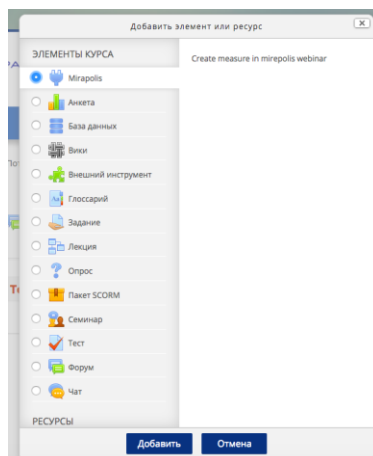 Добавить элемент или ресурс
ЭЛЕМЕНТЫ КУРСА
Create measure in mirepolis webinar
Mirapolis
Анкета
База данных
Вики
Внешний инструмент
Глоссарий
Задание
Лекция
Опрос
Пакет SCORM
Семинар
Тест
Форум
Чат
РЕСУРСЫ
Добавить
Отмена